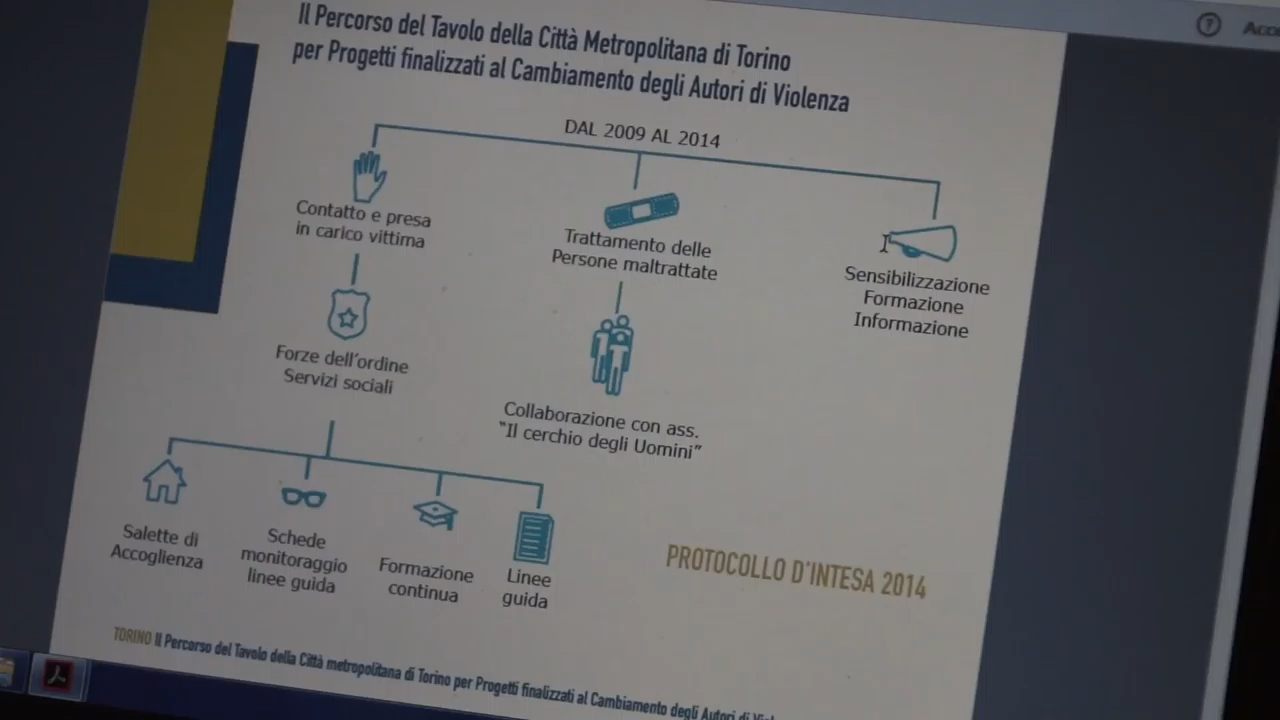 Il Percorso del Tavolo della Città Metropolitana di Torino
per Progetti finalizzati al Cambiamento degli Autori di Violenza
DAL 2009 AL 2014
Contatto e presa
in carico vittima
Trattamento delle
Persone maltrattate
Sensibilizzazione
Formazione
Informazione
Forze dell'ordine
Servizi sociali
Collaborazione con ass.
"Il cerchio degli Uomini"
Salette di
Accoglienza
Schede
monitoraggio
linee guida
Formazione
continua
Linee
guida
PROTOCOLLO D'INTESA 2014
TORINO Il Percorso del Tavolo della Città metropolitana di Torino per Progetti finalizzati al Cambiamento degli Autori di